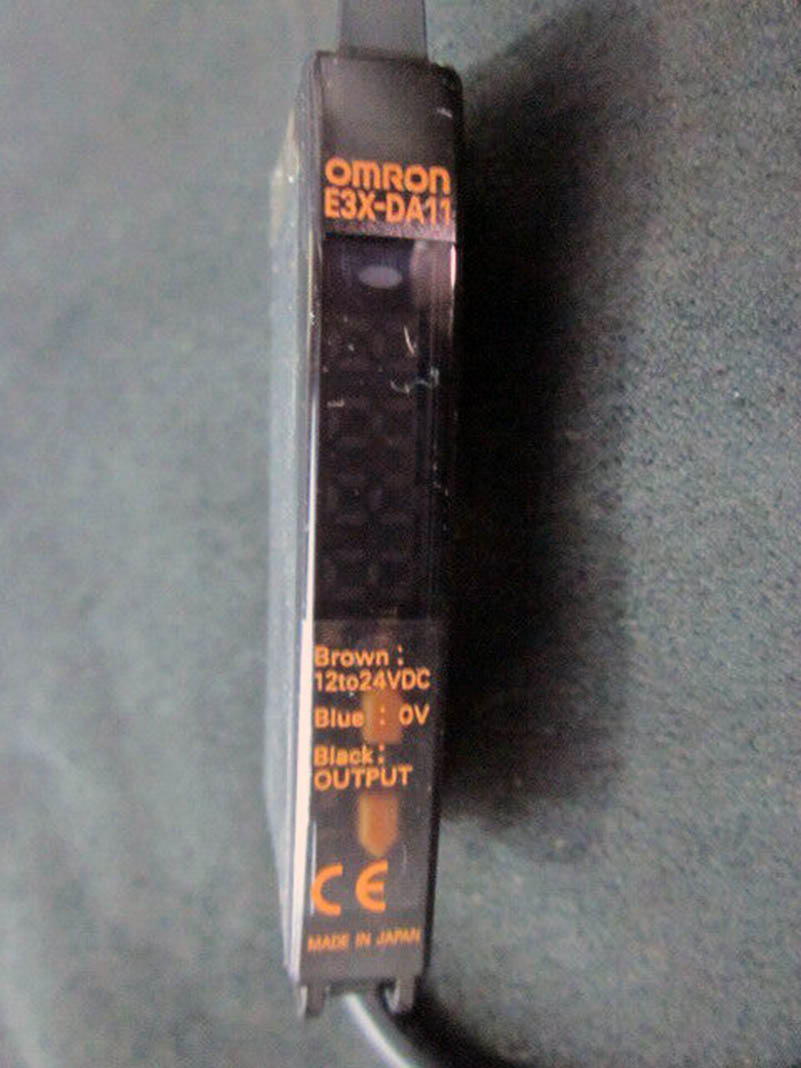 OMRON
E3X-DA11
Brown :
12to24VDC
Blue : 0V
Black :
OUTPUT
CE
MADE IN JAPAN